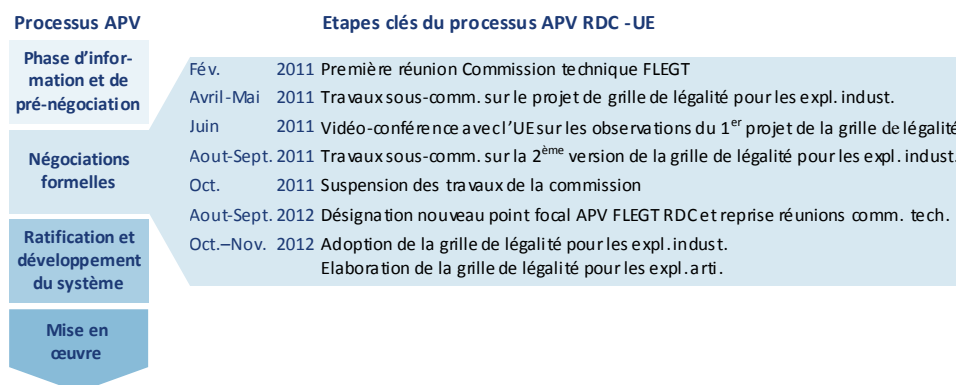 Processus APV
Etapes clés du processus APV RDC -UE
Phase d'infor-
mation et de
pré-négociation
Négociations
formelles
Ratification et
développement
du système
Mise en
œuvre
Fév. 2011 Première réunion Commission technique FLEGT
Avril-Mai 2011 Travaux sous-comm. sur le projet de grille de légalité pour les expl. indust.
Juin 2011 Vidéo-conférence avec l'UE sur les observations du 1er projet de la grille de légalité
Aout-Sept. 2011 Travaux sous-comm. sur la 2ème version de la grille de légalité pour les expl. indust.
Oct. 2011 Suspension des travaux de la commission
Aout-Sept. 2012 Désignation nouveau point focal APV FLEGT RDC et reprise réunions comm. tech.
Oct.–Nov. 2012 Adoption de la grille de légalité pour les expl. indust.
Elaboration de la grille de légalité pour les expl. arti.